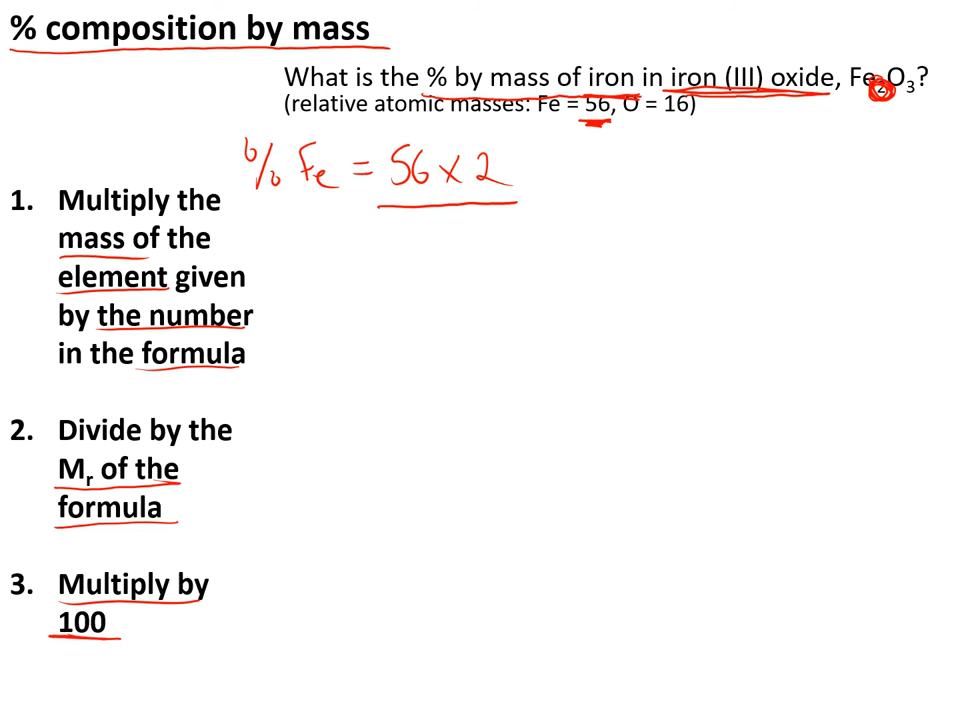 % composition by mass
What is the % by mass of iron in iron (III) oxide, Fe₂O₃?
(relative atomic masses: Fe = 56, O = 16)
% Fe = 56 x 2
1. Multiply the
mass of the
element given
by the number
in the formula
2. Divide by the
Mᵣ of the
formula
3. Multiply by
100